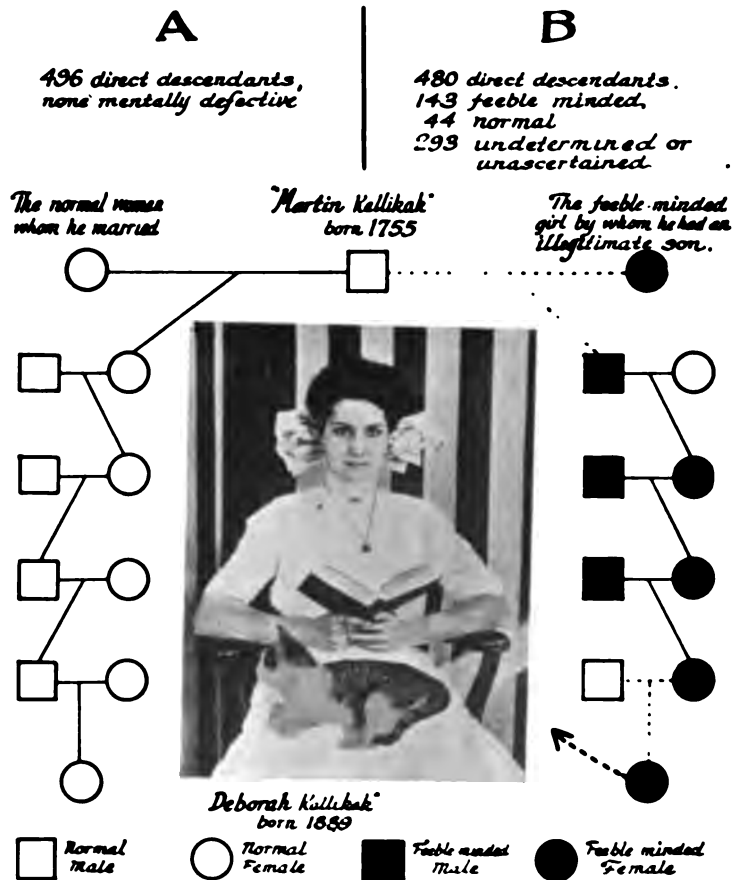 A
496 direct descendants,
none mentally defective
B
480 direct descendants.
143 feeble minded,
44 normal
293 undetermined or
unascertained
The normal woman
whom he married
"Martin Kallikak"
born 1755
The feeble-minded
girl by whom he had an
illegitimate son.
Deborah Kallikak"
born 1889
Normal
Male
Normal
Female
Feeble minded
Male
Feeble minded
Female